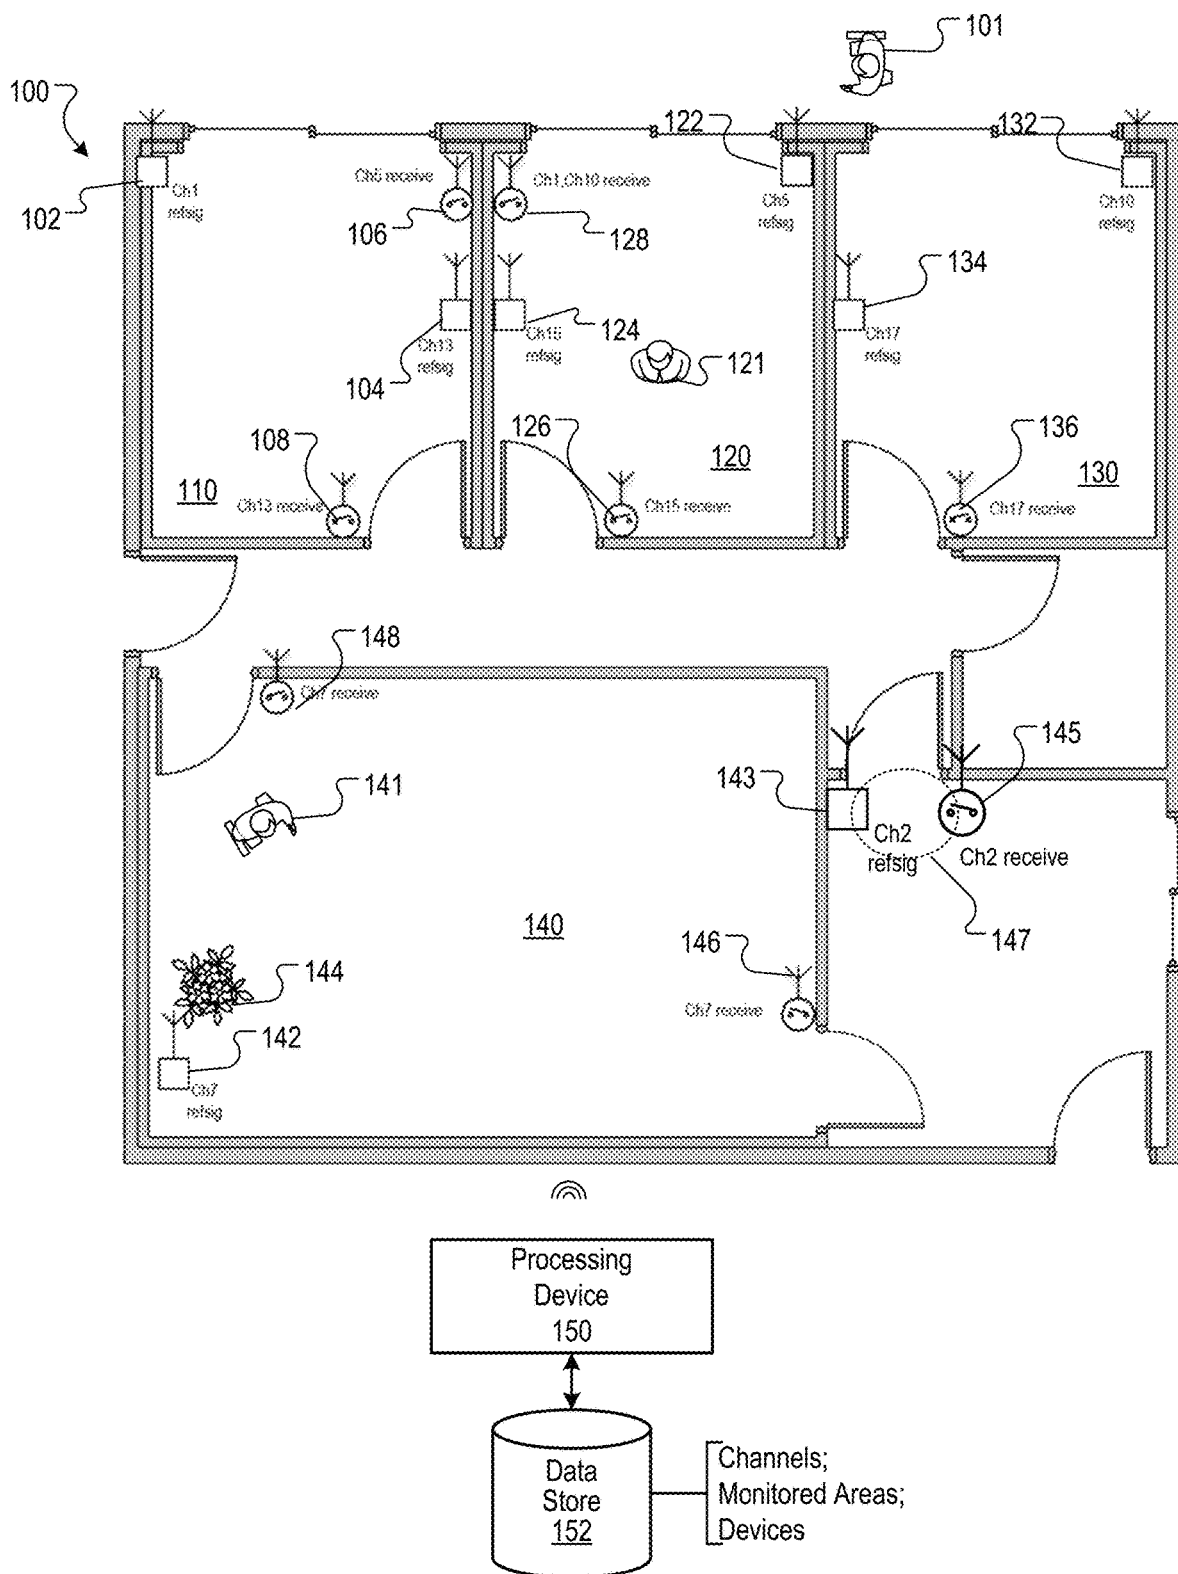 101
100
122
132
Ch5 receive
Ch1,Ch10 receive
102
Ch1
refsig
106
128
Ch5
refsig
Ch10
refsig
134
Ch13
refsig
Ch15
refsig
124
Ch17
refsig
104
121
108
126
136
110
120
130
Ch13 receive
Ch15 receive
Ch17 receive
148
Ch7 receive
145
143
141
Ch2
refsig
Ch2 receive
140
146
147
144
Ch7 receive
142
Ch7
refsig
Processing
Device
150
Data
Store
152
Channels;
Monitored Areas;
Devices